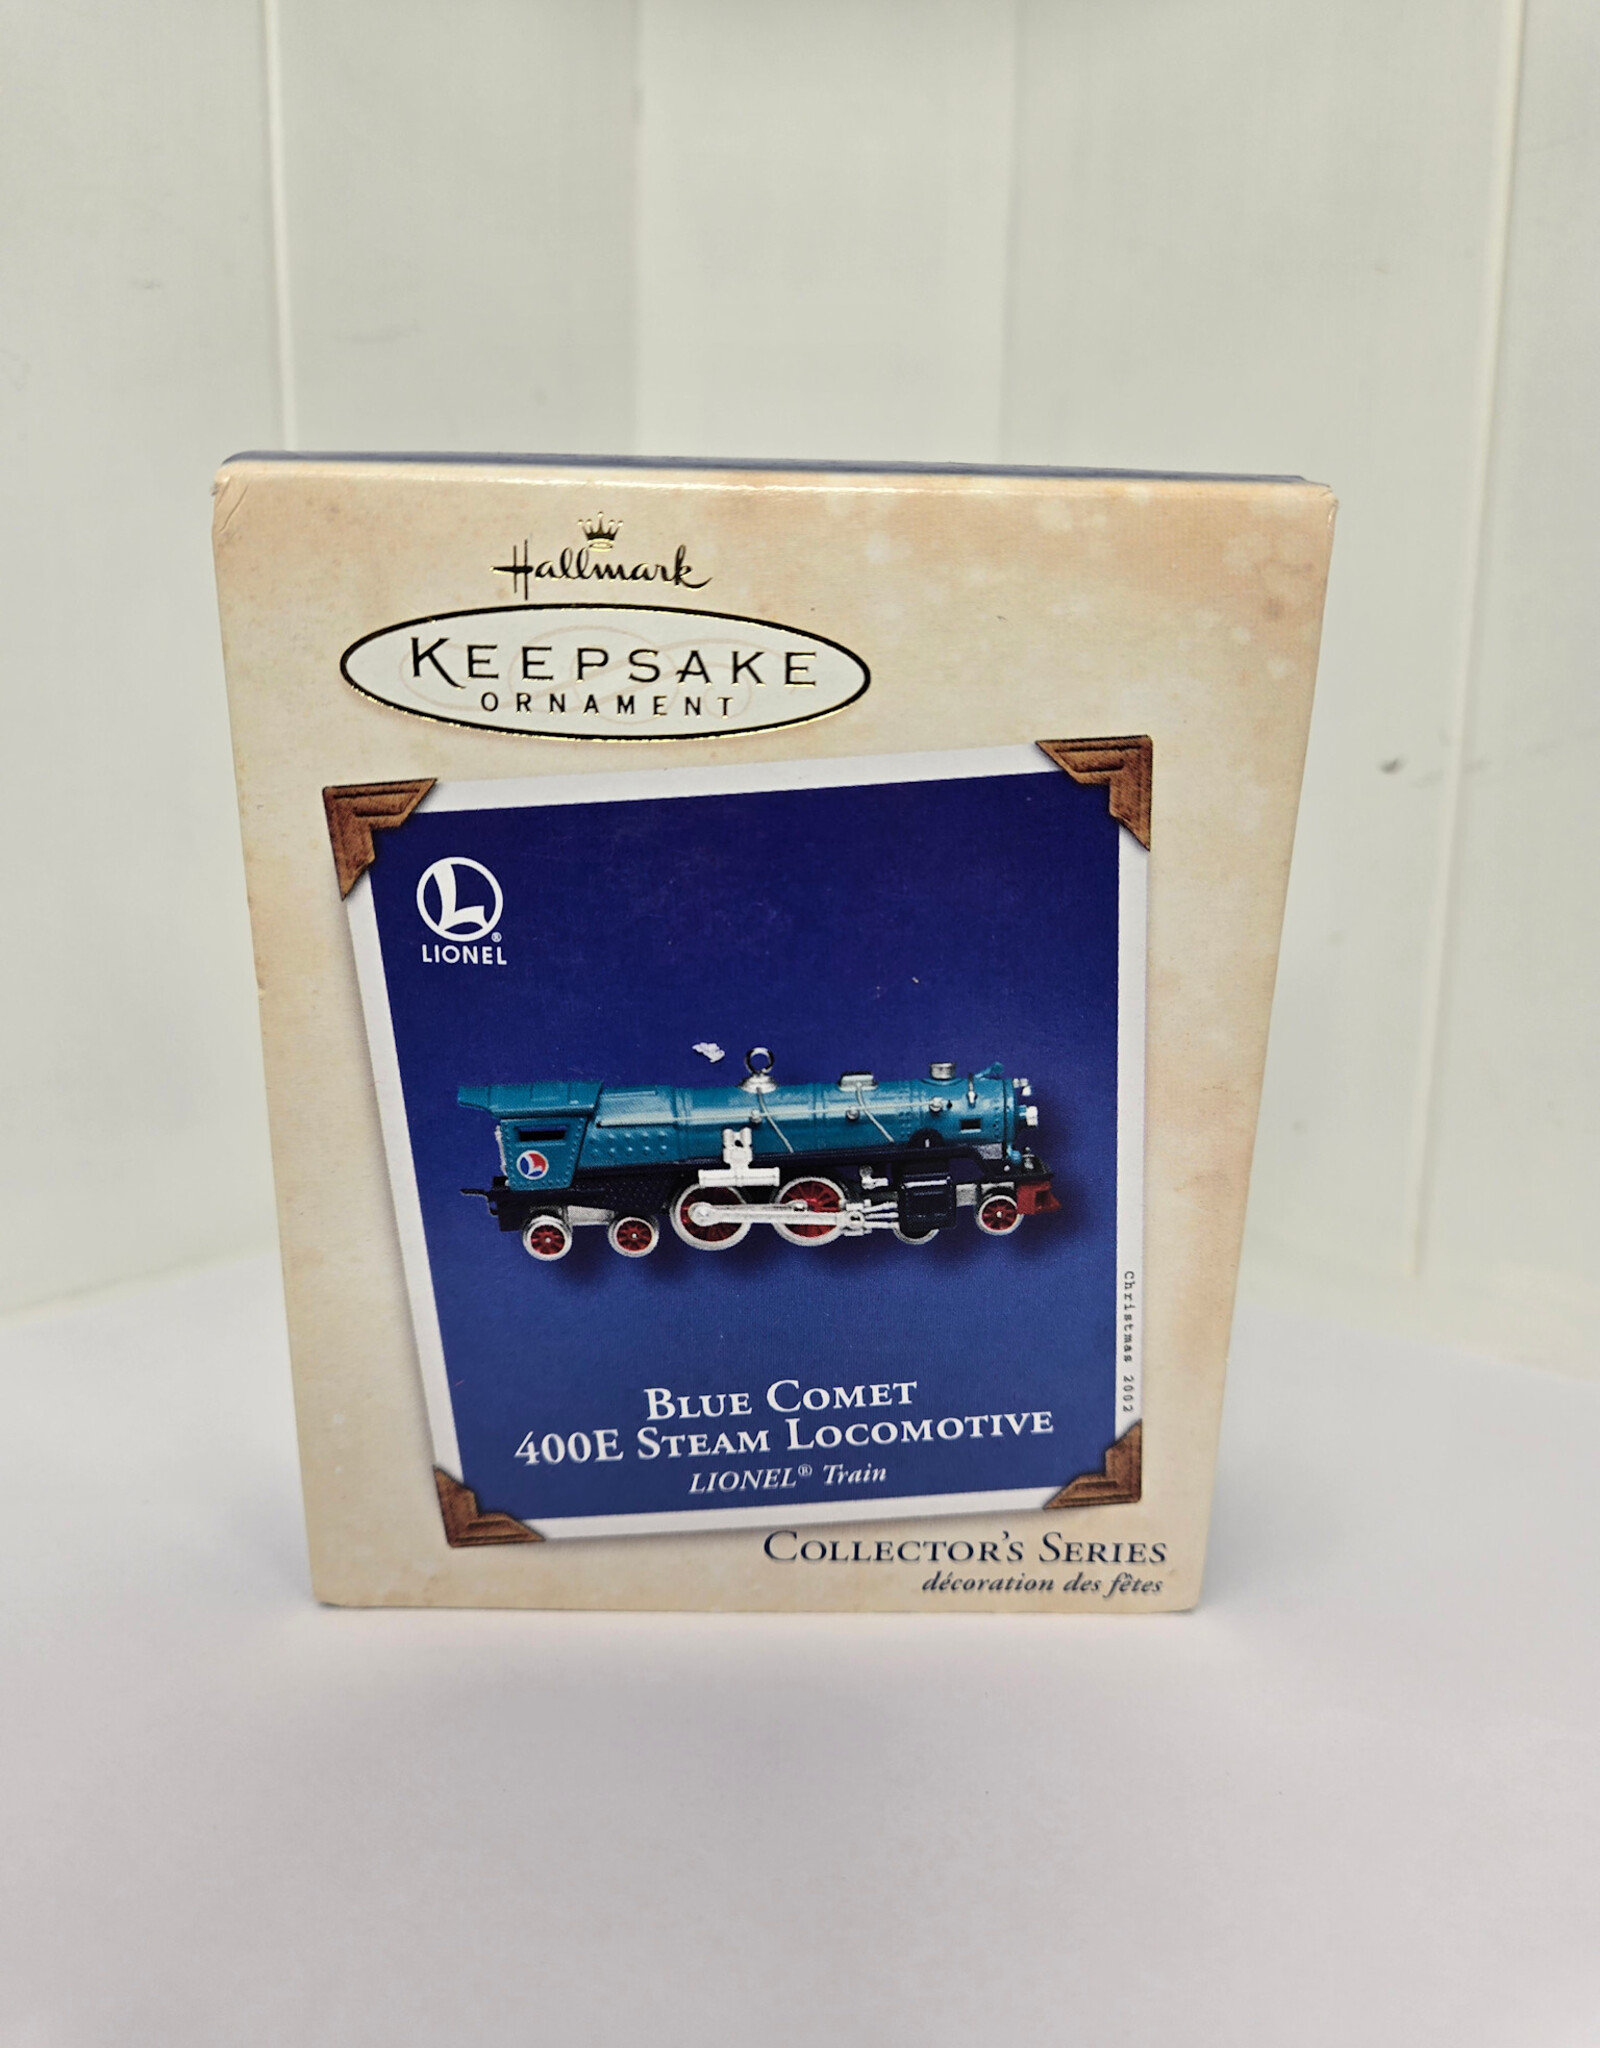 Hallmark
KEEPSAKE
ORNAMENT
L®
LIONEL
Christmas 2002
BLUE COMET
400E STEAM LOCOMOTIVE
LIONEL® Train
COLLECTOR'S SERIES
décoration des fêtes